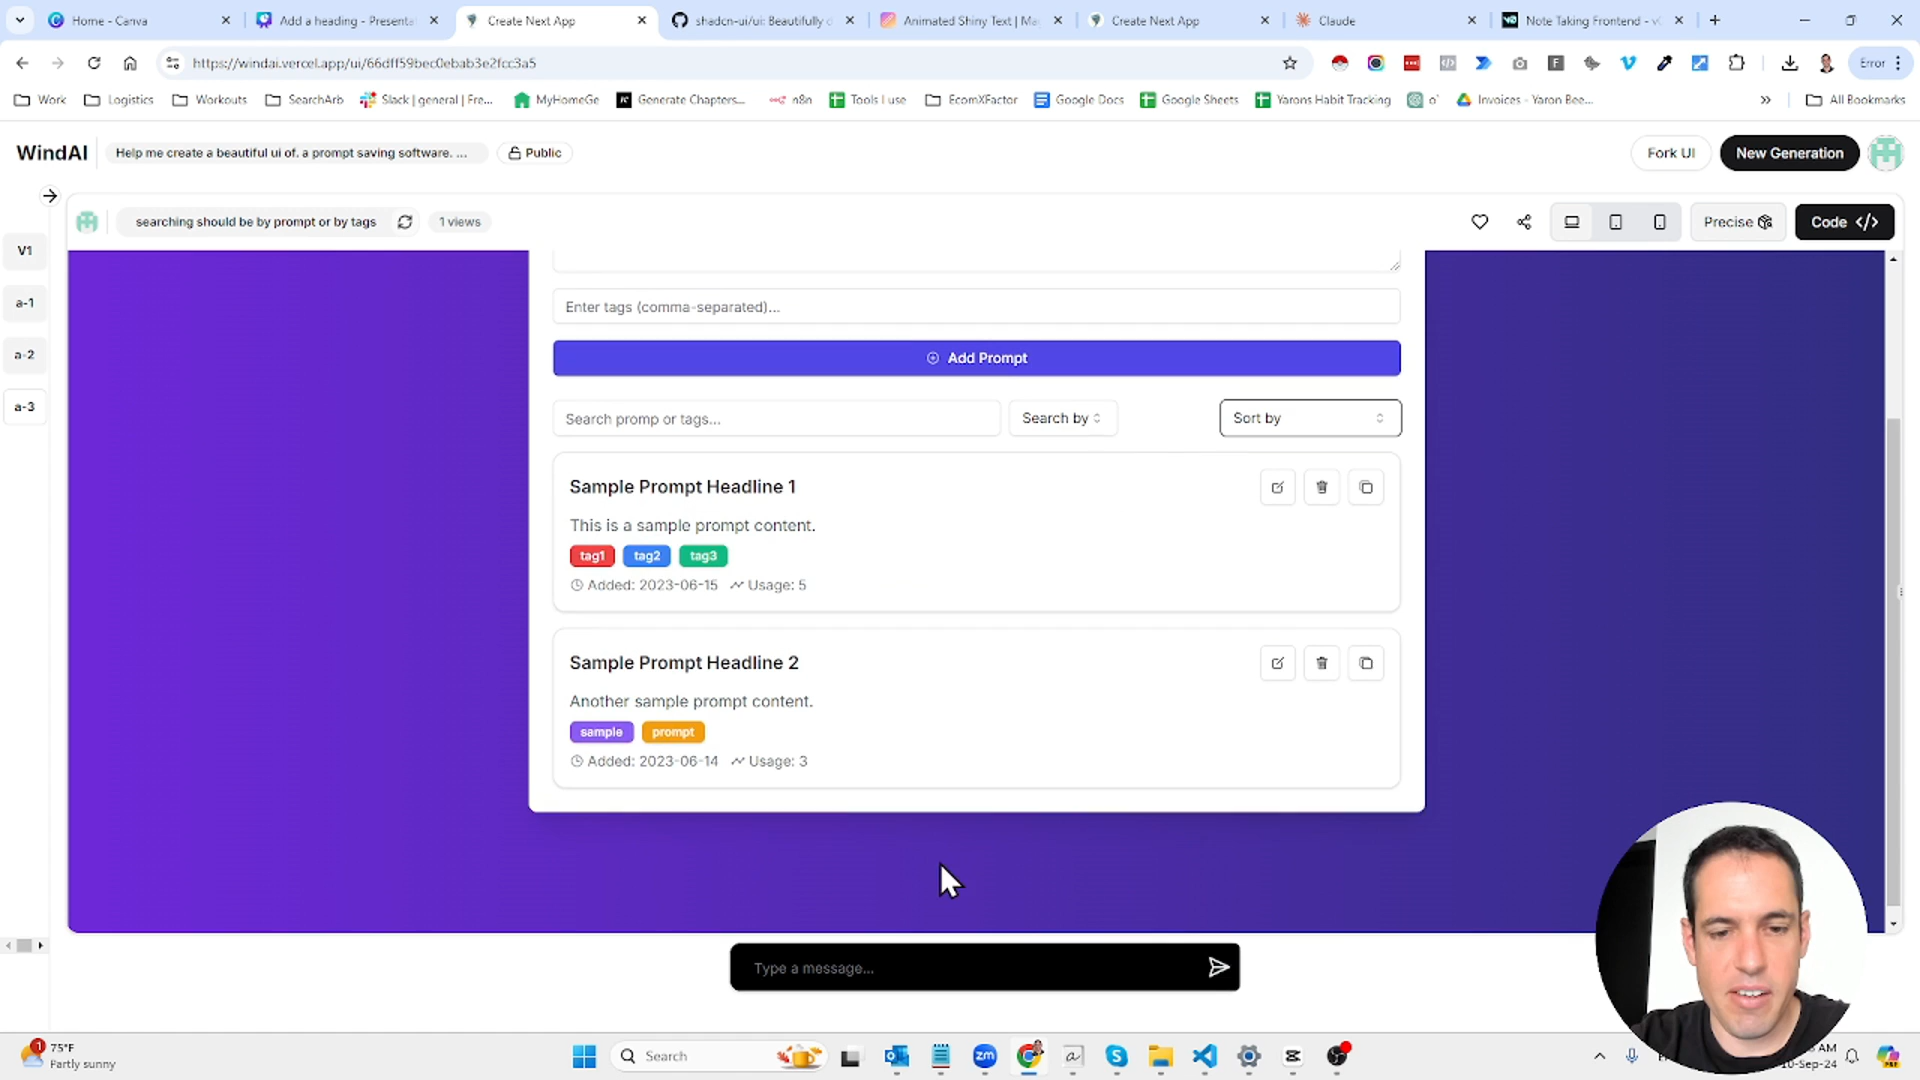 Home - Canva
Add a heading - Presenta
Create Next App
shadcn-ui/ui: Beautifully
Animated Shiny Text | Ma
Create Next App
Claude
Note Taking Frontend - v
https://windai.vercel.app/ui/66dff59bec0ebab3e2fcc3a5
Error
Work
Logistics
Workouts
SearchArb
Slack | general | Fre...
MyHomeGe
Generate Chapters...
n8n
Tools I use
EcomXFactor
Google Docs
Google Sheets
Yarons Habit Tracking
Invoices - Yaron Bee...
All Bookmarks
WindAI
Help me create a beautiful ui of. a prompt saving software. ...
Public
Fork UI
New Generation
searching should be by prompt or by tags
1 views
Precise
Code </>
V1
a-1
a-2
a-3
Enter tags (comma-separated)...
Add Prompt
Search promp or tags...
Search by
Sort by
Sample Prompt Headline 1
This is a sample prompt content.
tag1 tag2 tag3
Added: 2023-06-15 Usage: 5
Sample Prompt Headline 2
Another sample prompt content.
sample prompt
Added: 2023-06-14 Usage: 3
Type a message...
1
75°F
Partly sunny
Search
zm
AM
10-Sep-24